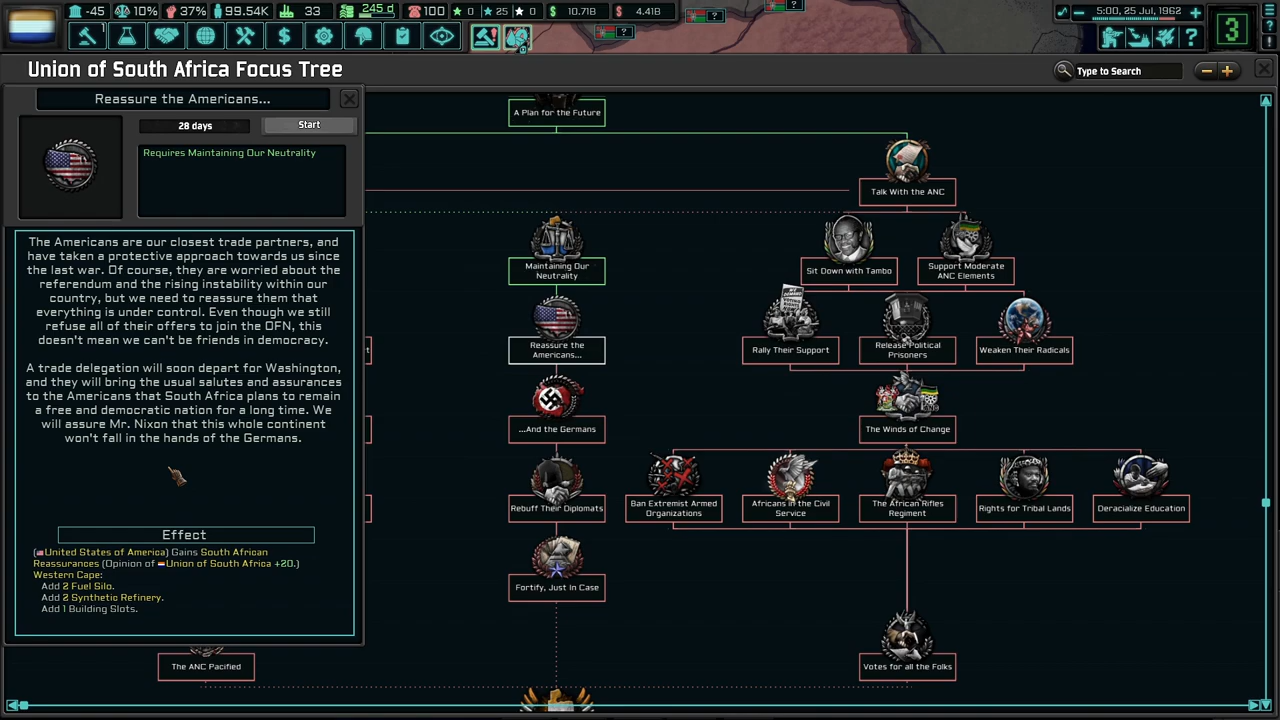 -45
10%
37%
99.54K
33
245 d
100
0
25
0
$ 10.71B
$ 4.41B
?
?
?
5:00, 25 Jul, 1962
3
Union of South Africa Focus Tree
Type to Search
Reassure the Americans...
28 days
Start
Requires Maintaining Our Neutrality
The Americans are our closest trade partners, and
have taken a protective approach towards us since
the last war. Of course, they are worried about the
referendum and the rising instability within our
country, but we need to reassure them that
everything is under control. Even though we still
refuse all of their offers to join the OFN, this
doesn't mean we can't be friends in democracy.
A trade delegation will soon depart for Washington,
and they will bring the usual salutes and assurances
to the Americans that South Africa plans to remain
a free and democratic nation for a long time. We
will assure Mr. Nixon that this whole continent
won't fall in the hands of the Germans.
Effect
(United States of America) Gains South African
Reassurances (Opinion of Union of South Africa +20.)
Western Cape:
Add 2 Fuel Silo.
Add 2 Synthetic Refinery.
Add 1 Building Slots.
A Plan for the Future
Talk With the ANC
Maintaining Our
Neutrality
Sit Down with Tambo
Support Moderate
ANC Elements
Reassure the
Americans...
Rally Their Support
Release Political
Prisoners
Weaken Their Radicals
...And the Germans
The Winds of Change
Rebuff Their Diplomats
Ban Extremist Armed
Organizations
Africans in the Civil
Service
The African Rifles
Regiment
Rights for Tribal Lands
Deracialize Education
Fortify, Just In Case
The ANC Pacified
Votes for all the Folks